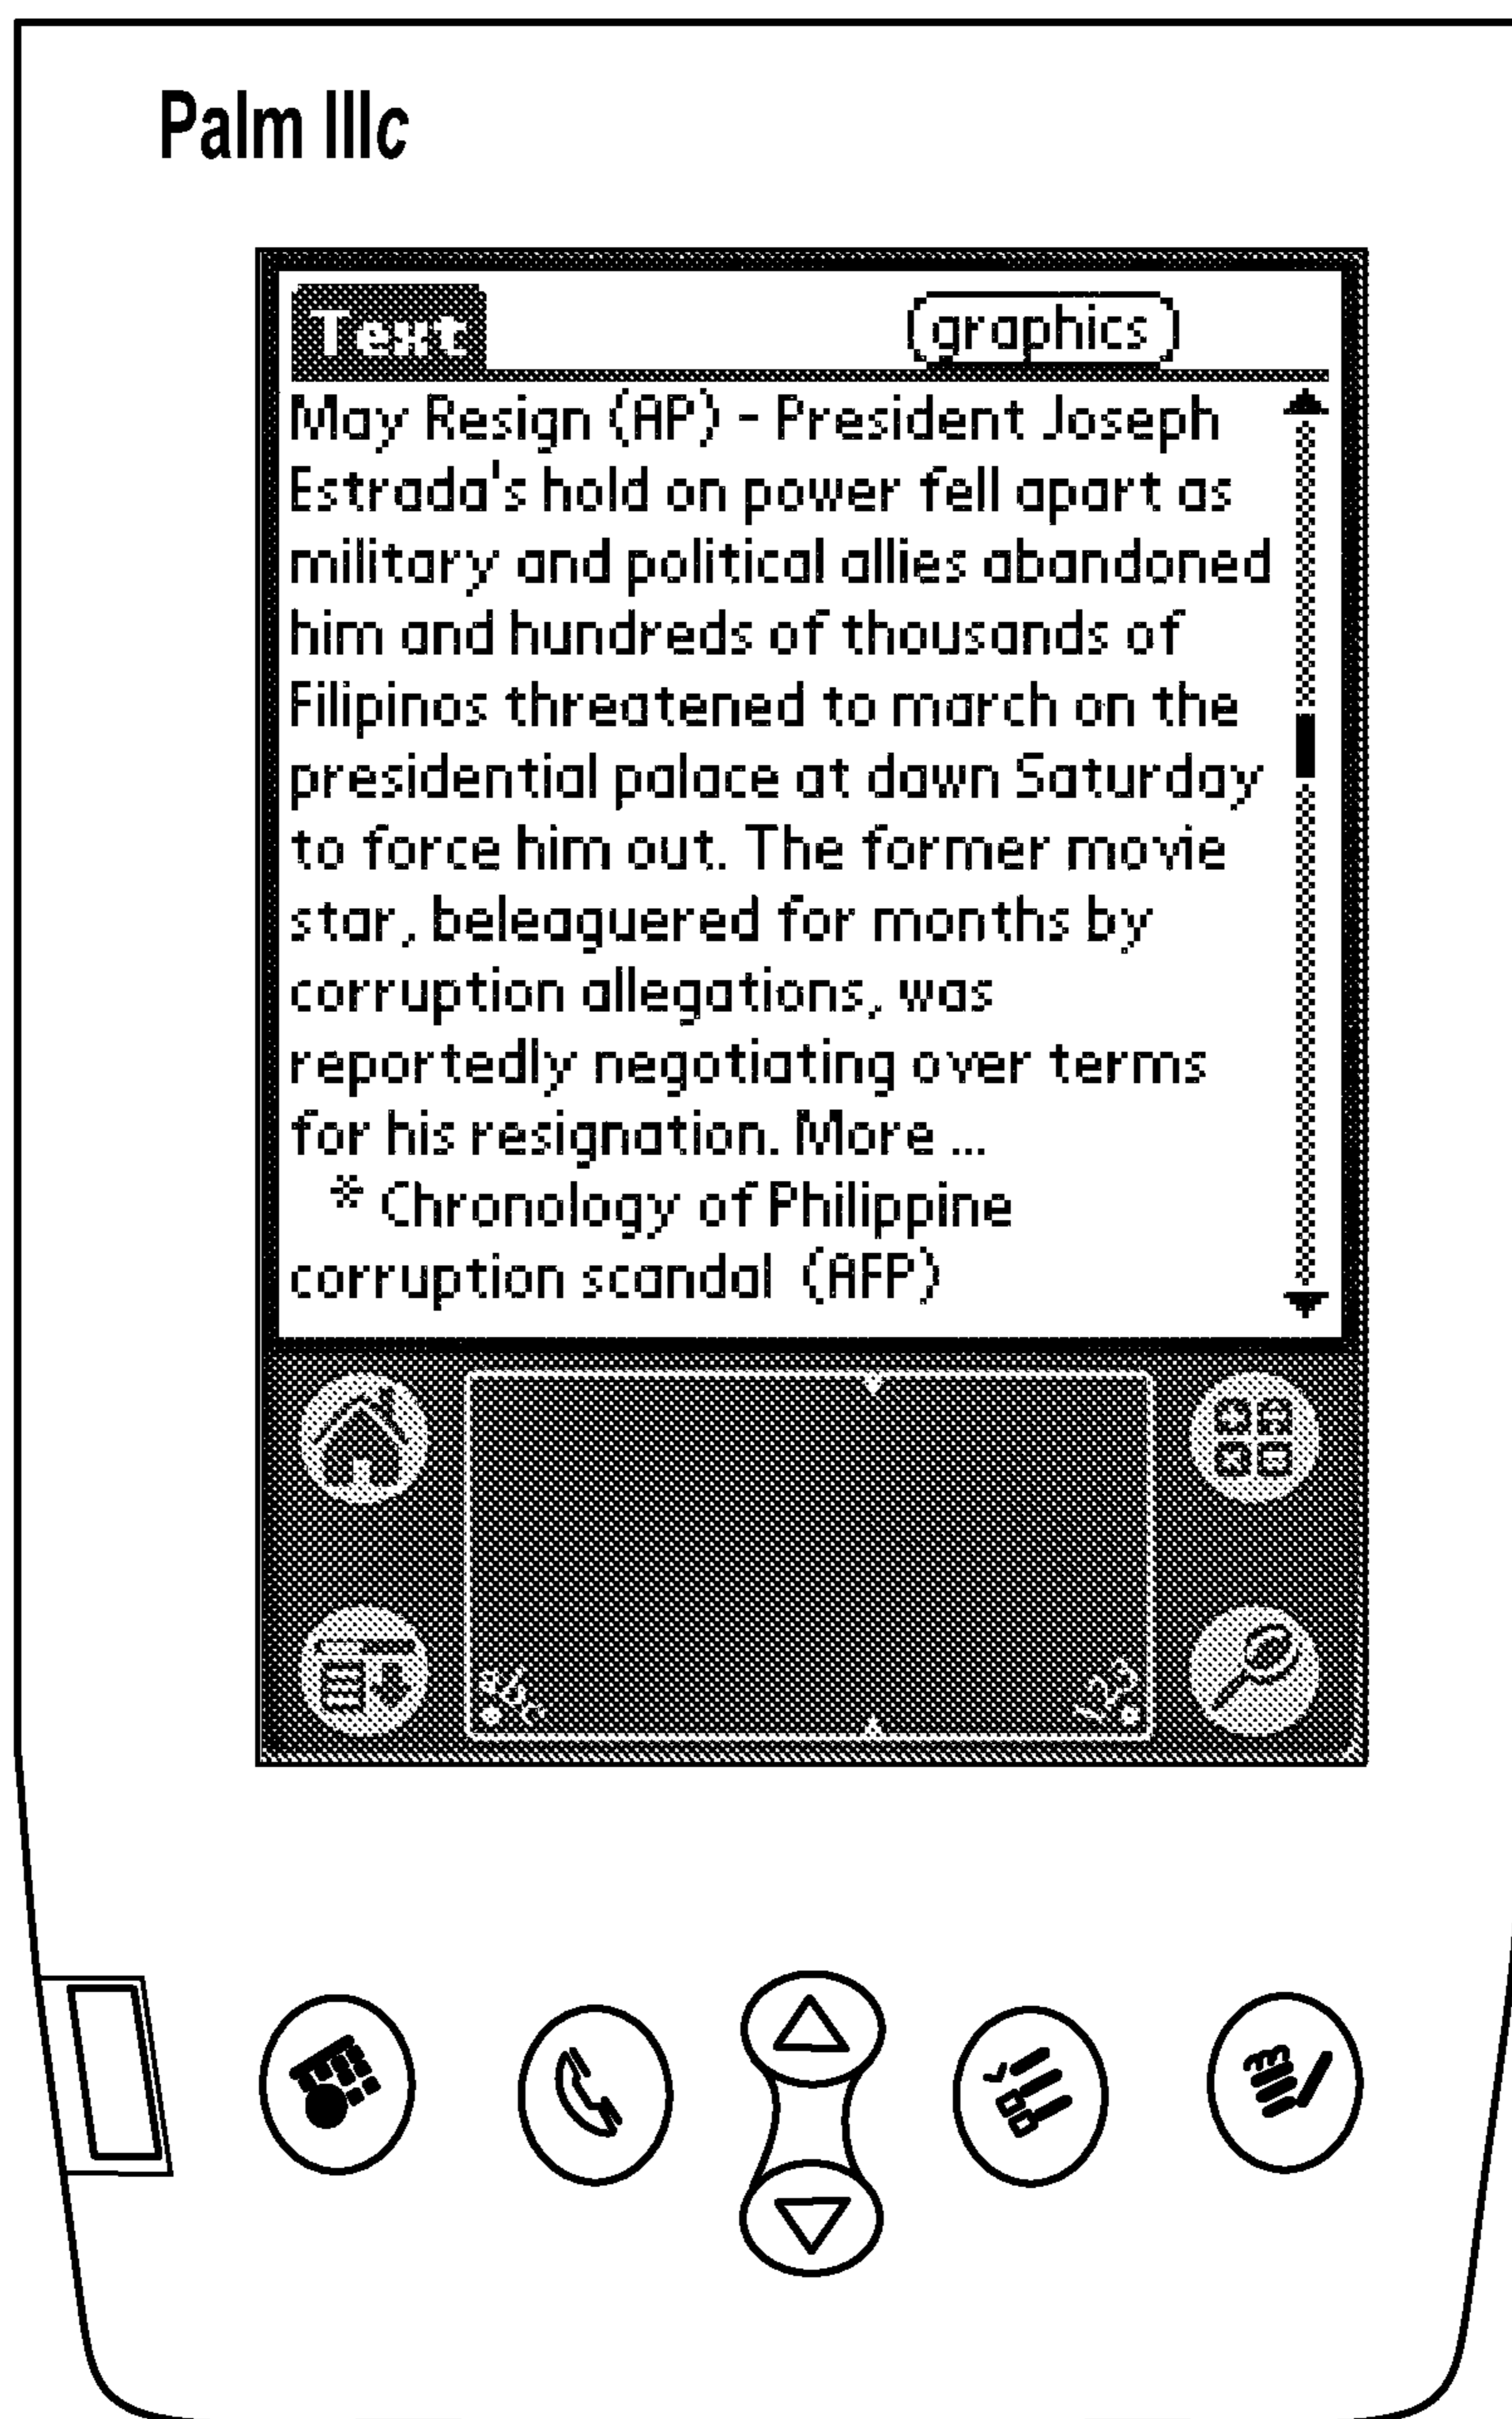 Palm IIIc
Text
graphics
May Resign (AP) - President Joseph
Estrada's hold on power fell apart as
military and political allies abandoned
him and hundreds of thousands of
Filipinos threatened to march on the
presidential palace at dawn Saturday
to force him out. The former movie
star, beleaguered for months by
corruption allegations, was
reportedly negotiating over terms
for his resignation. More ...
* Chronology of Philippine
corruption scandal (AFP)
abc
123